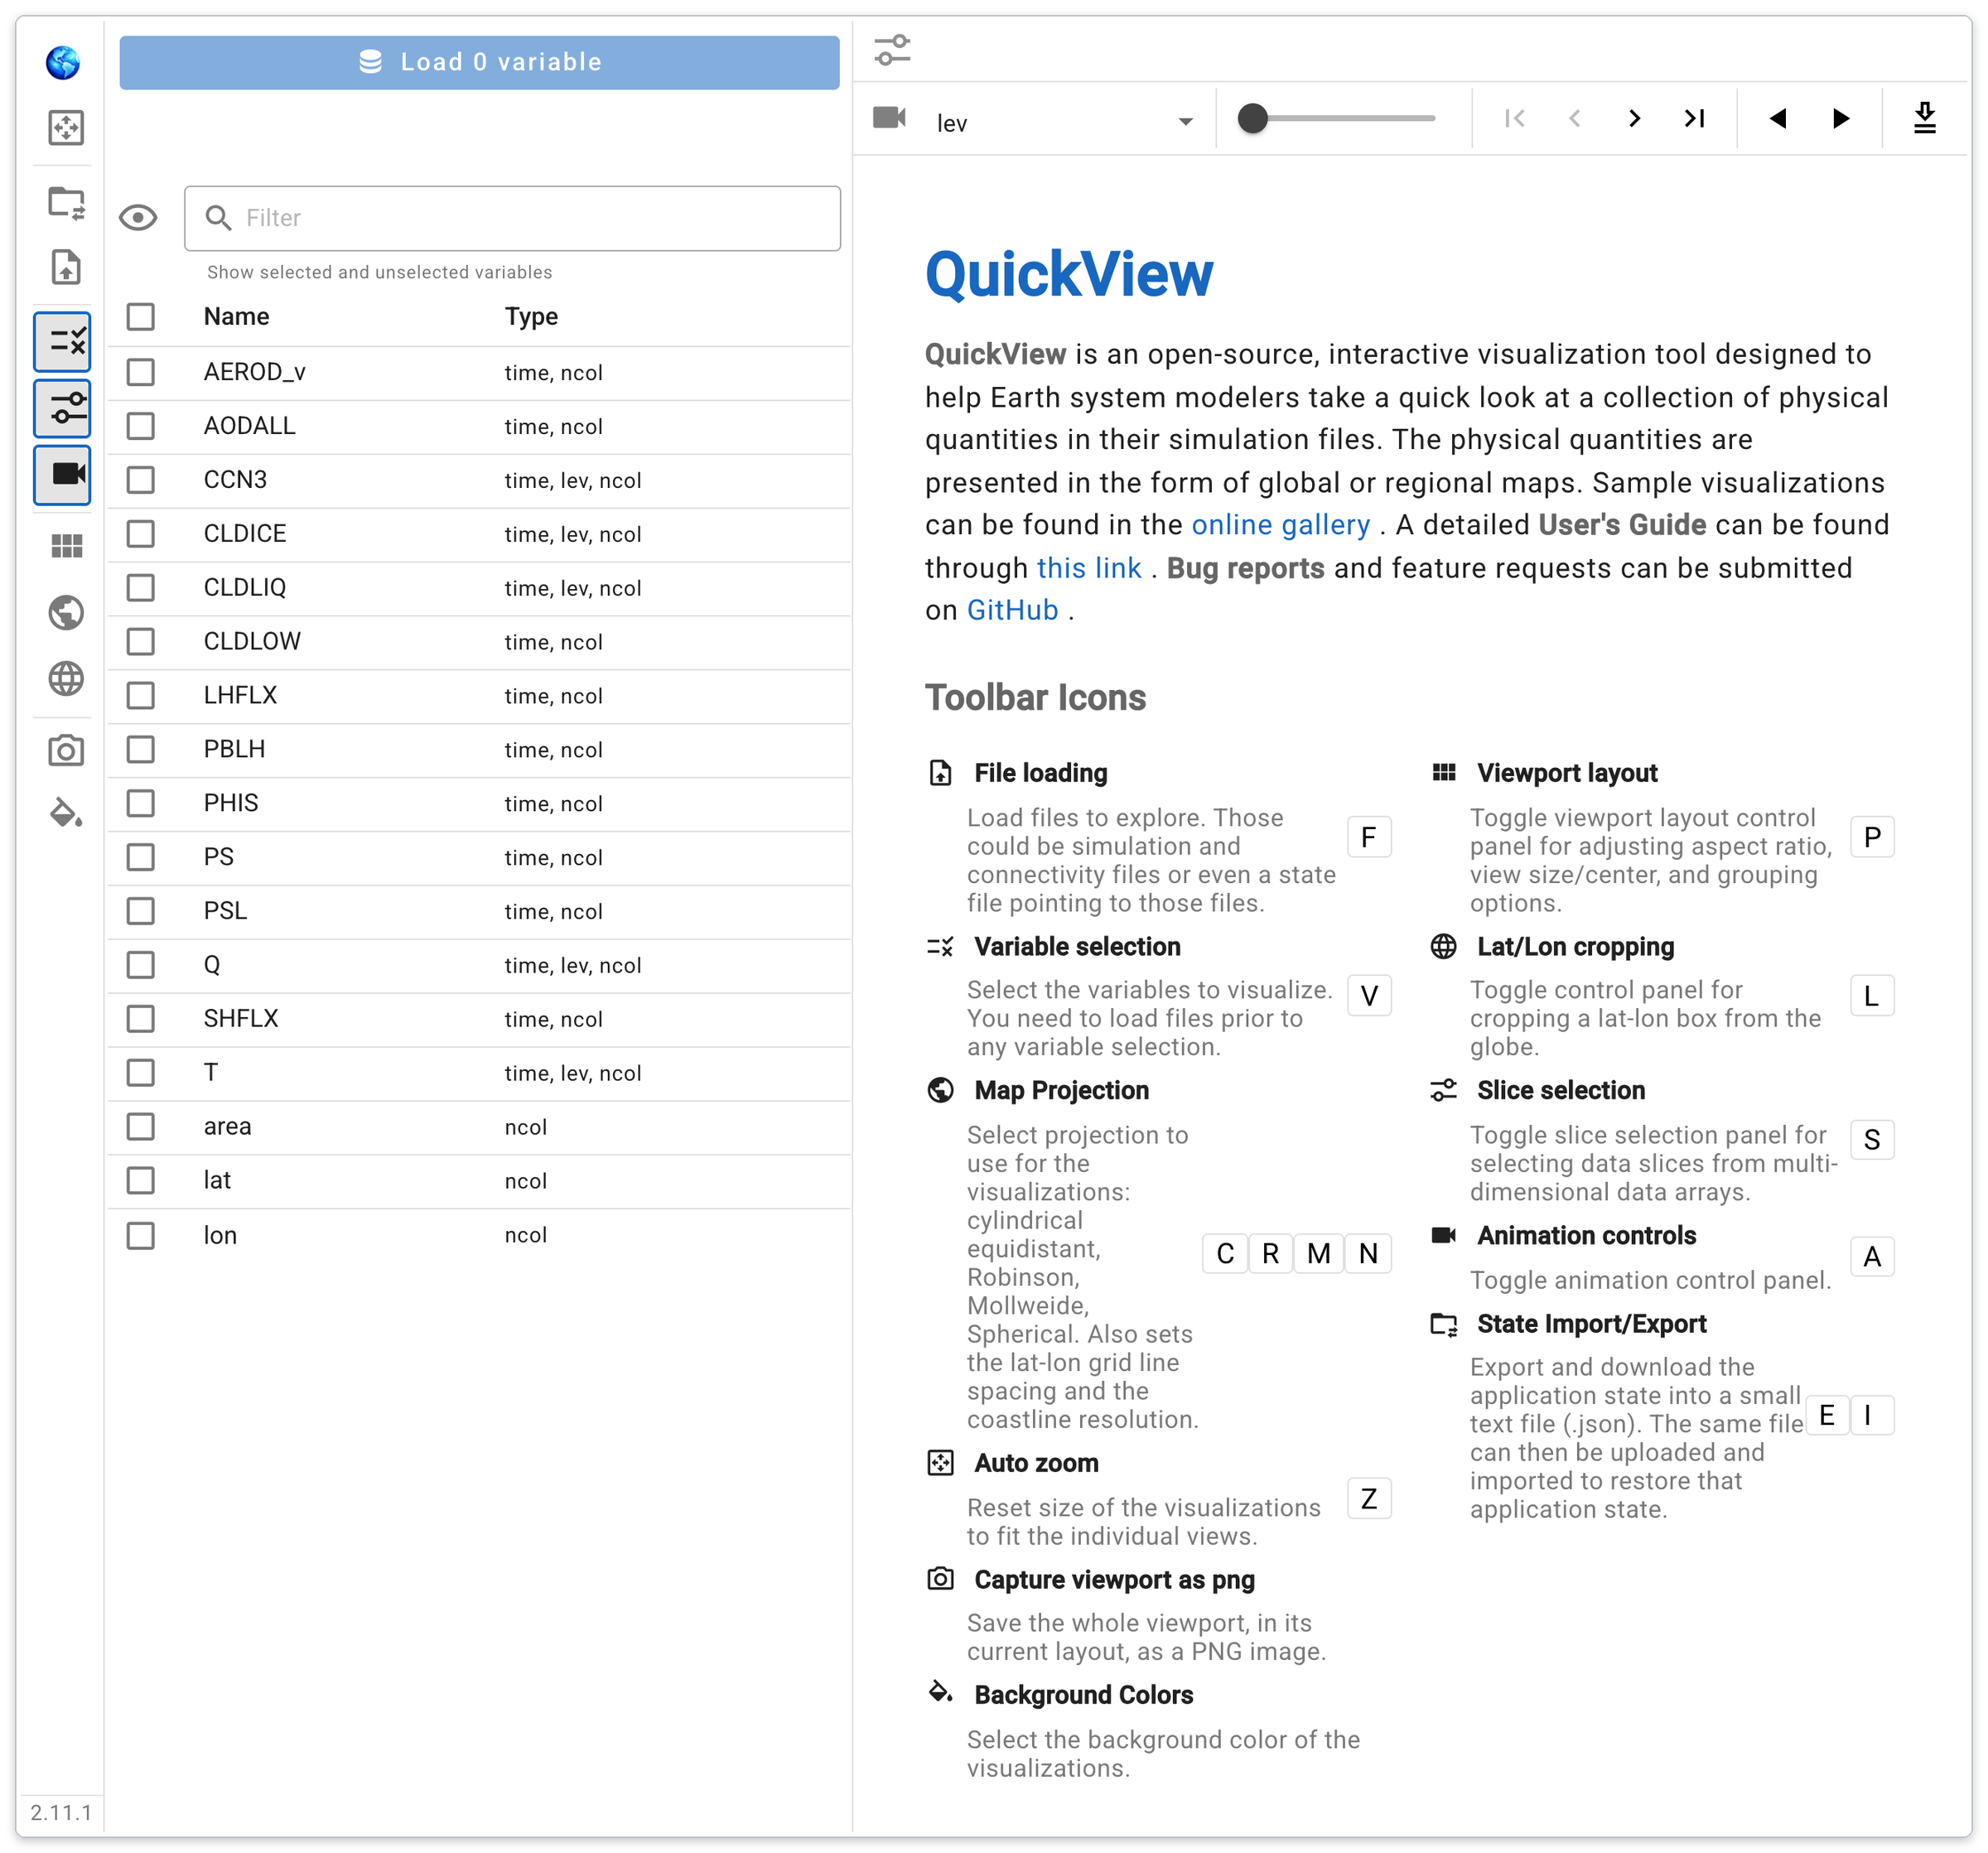 Load 0 variable
lev
Filter
Show selected and unselected variables
Name Type
AEROD_v time, ncol
AODALL time, ncol
CCN3 time, lev, ncol
CLDICE time, lev, ncol
CLDLIQ time, lev, ncol
CLDLOW time, ncol
LHFLX time, ncol
PBLH time, ncol
PHIS time, ncol
PS time, ncol
PSL time, ncol
Q time, lev, ncol
SHFLX time, ncol
T time, lev, ncol
area ncol
lat ncol
lon ncol
2.11.1
QuickView
QuickView is an open-source, interactive visualization tool designed to
help Earth system modelers take a quick look at a collection of physical
quantities in their simulation files. The physical quantities are
presented in the form of global or regional maps. Sample visualizations
can be found in the online gallery . A detailed User's Guide can be found
through this link . Bug reports and feature requests can be submitted
on GitHub .
Toolbar Icons
File loading
Load files to explore. Those
could be simulation and
connectivity files or even a state
file pointing to those files.
F
Variable selection
Select the variables to visualize.
You need to load files prior to
any variable selection.
V
Map Projection
Select projection to
use for the
visualizations:
cylindrical
equidistant,
Robinson,
Mollweide,
Spherical. Also sets
the lat-lon grid line
spacing and the
coastline resolution.
C R M N
Auto zoom
Reset size of the visualizations
to fit the individual views.
Z
Capture viewport as png
Save the whole viewport, in its
current layout, as a PNG image.
Background Colors
Select the background color of the
visualizations.
Viewport layout
Toggle viewport layout control
panel for adjusting aspect ratio,
view size/center, and grouping
options.
P
Lat/Lon cropping
Toggle control panel for
cropping a lat-lon box from the
globe.
L
Slice selection
Toggle slice selection panel for
selecting data slices from multi-
dimensional data arrays.
S
Animation controls
Toggle animation control panel.
A
State Import/Export
Export and download the
application state into a small
text file (.json). The same file
can then be uploaded and
imported to restore that
application state.
E I